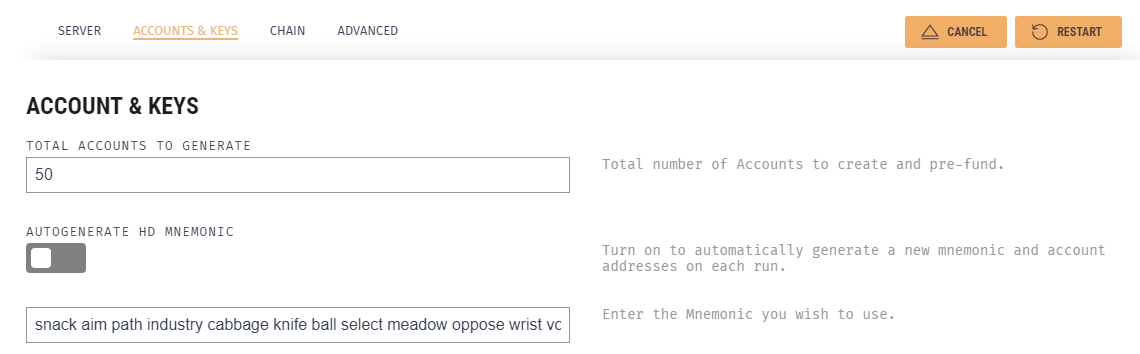 SERVER ACCOUNTS & KEYS CHAIN ADVANCED CANCEL RESTART
ACCOUNT & KEYS
TOTAL ACCOUNTS TO GENERATE
50
Total number of Accounts to create and pre-fund.
AUTOGENERATE HD MNEMONIC
Turn on to automatically generate a new mnemonic and account
addresses on each run.
snack aim path industry cabbage knife ball select meadow oppose wrist
Enter the Mnemonic you wish to use.